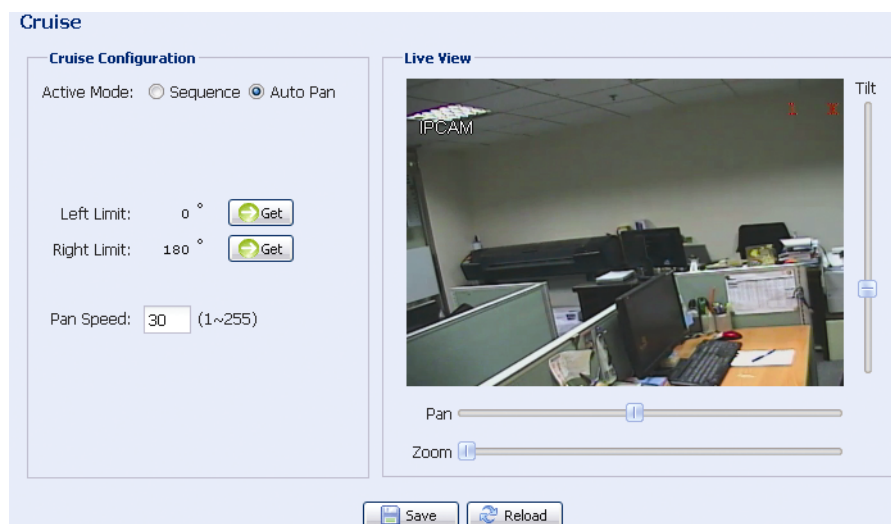 Cruise
Cruise Configuration
Active Mode: Sequence Auto Pan
Left Limit: 0 ° Get
Right Limit: 180 ° Get
Pan Speed: 30 (1~255)
Live View
IPCAM
Tilt
Pan
Zoom
Save Reload